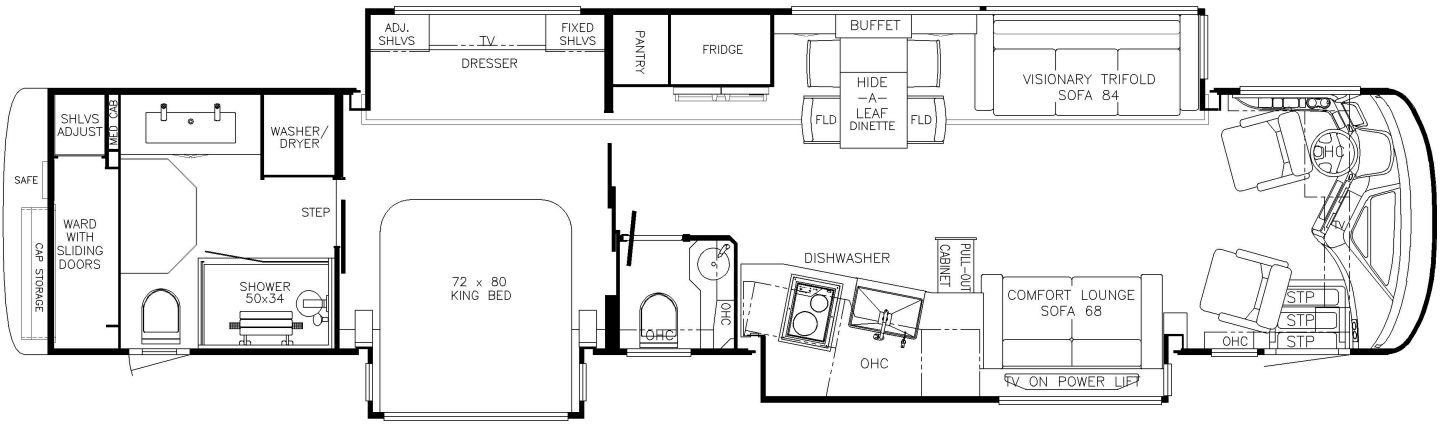 ADJ.
SHLVS
TV
FIXED
SHLVS
DRESSER
PANTRY
FRIDGE
BUFFET
HIDE
-A-
LEAF
DINETTE
FLD
FLD
VISIONARY TRIFOLD
SOFA 84
SHLVS
ADJUST
MED CAB
WASHER/
DRYER
OHC
SAFE
CAP STORAGE
WARD
WITH
SLIDING
DOORS
STEP
SHOWER
50x34
72 x 80
KING BED
OHC
OHC
DISHWASHER
PULL-OUT
CABINET
OHC
COMFORT LOUNGE
SOFA 68
TV ON POWER LIFT
TV
STP
STP
STP
OHC